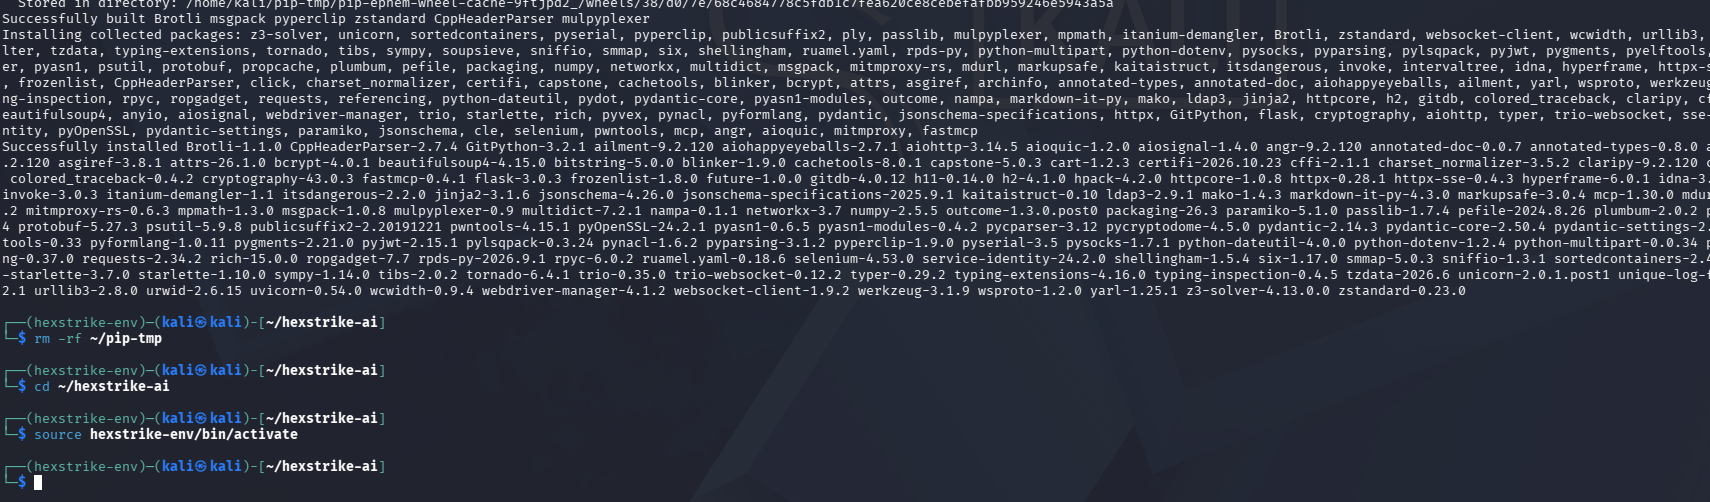 Stored in directory: /home/kali/pip-tmp/pip-ephem-wheel-cache-9ftjpd2_/wheels/38/d0/7e/68c4684778c5fdb1c7fea620ce8cebefafbb959246e5943a5a
Successfully built Brotli msgpack pyperclip zstandard CppHeaderParser mulpyplexer
Installing collected packages: z3-solver, unicorn, sortedcontainers, pyserial, pyperclip, publicsuffix2, ply, passlib, mulpyplexer, mpmath, itanium-demangler, Brotli, zstandard, websocket-client, wcwidth, urllib3,
lter, tzdata, typing-extensions, tornado, tibs, sympy, soupsieve, sniffio, smmap, six, shellingham, ruamel.yaml, rpds-py, python-multipart, python-dotenv, pysocks, pyparsing, pylsqpack, pyjwt, pygments, pyelftools,
er, pyasn1, psutil, protobuf, propcache, plumbum, pefile, packaging, numpy, networkx, multidict, msgpack, mitmproxy-rs, mdurl, markupsafe, kaitaistruct, itsdangerous, invoke, intervaltree, idna, hyperframe, httpx-s
, frozenlist, CppHeaderParser, click, charset_normalizer, certifi, capstone, cachetools, blinker, bcrypt, attrs, asgiref, archinfo, annotated-types, annotated-doc, aiohappyeyeballs, ailment, yarl, wsproto, werkzeug
ng-inspection, rpyc, ropgadget, requests, referencing, python-dateutil, pydot, pydantic-core, pyasn1-modules, outcome, nampa, markdown-it-py, mako, ldap3, jinja2, httpcore, h2, gitdb, colored_traceback, claripy, cf
eautifulsoup4, anyio, aiosignal, webdriver-manager, trio, starlette, rich, pyvex, pynacl, pyformlang, pydantic, jsonschema-specifications, httpx, GitPython, flask, cryptography, aiohttp, typer, trio-websocket, sse-
ntity, pyOpenSSL, pydantic-settings, paramiko, jsonschema, cle, selenium, pwntools, mcp, angr, aioquic, mitmproxy, fastmcp
Successfully installed Brotli-1.1.0 CppHeaderParser-2.7.4 GitPython-3.2.1 ailment-9.2.120 aiohappyeyeballs-2.7.1 aiohttp-3.14.5 aioquic-1.2.0 aiosignal-1.4.0 angr-9.2.120 annotated-doc-0.0.7 annotated-types-0.8.0 a
.2.120 asgiref-3.8.1 attrs-26.1.0 bcrypt-4.0.1 beautifulsoup4-4.15.0 bitstring-5.0.0 blinker-1.9.0 cachetools-8.0.1 capstone-5.0.3 cart-1.2.3 certifi-2026.10.23 cffi-2.1.1 charset_normalizer-3.5.2 claripy-9.2.120 c
colored_traceback-0.4.2 cryptography-43.0.3 fastmcp-0.4.1 flask-3.0.3 frozenlist-1.8.0 future-1.0.0 gitdb-4.0.12 h11-0.14.0 h2-4.1.0 hpack-4.2.0 httpcore-1.0.8 httpx-0.28.1 httpx-sse-0.4.3 hyperframe-6.0.1 idna-3.
invoke-3.0.3 itanium-demangler-1.1 itsdangerous-2.2.0 jinja2-3.1.6 jsonschema-4.26.0 jsonschema-specifications-2025.9.1 kaitaistruct-0.10 ldap3-2.9.1 mako-1.4.3 markdown-it-py-4.3.0 markupsafe-3.0.4 mcp-1.30.0 mdur
.2 mitmproxy-rs-0.6.3 mpmath-1.3.0 msgpack-1.0.8 mulpyplexer-0.9 multidict-7.2.1 nampa-0.1.1 networkx-3.7 numpy-2.5.5 outcome-1.3.0.post0 packaging-26.3 paramiko-5.1.0 passlib-1.7.4 pefile-2024.8.26 plumbum-2.0.2 p
4 protobuf-5.27.3 psutil-5.9.8 publicsuffix2-2.20191221 pwntools-4.15.1 pyOpenSSL-24.2.1 pyasn1-0.6.5 pyasn1-modules-0.4.2 pycparser-3.12 pycryptodome-4.5.0 pydantic-2.14.3 pydantic-core-2.50.4 pydantic-settings-2.
tools-0.33 pyformlang-1.0.11 pygments-2.21.0 pyjwt-2.15.1 pylsqpack-0.3.24 pynacl-1.6.2 pyparsing-3.1.2 pyperclip-1.9.0 pyserial-3.5 pysocks-1.7.1 python-dateutil-4.0.0 python-dotenv-1.2.4 python-multipart-0.0.34 p
ng-0.37.0 requests-2.34.2 rich-15.0.0 ropgadget-7.7 rpds-py-2026.9.1 rpyc-6.0.2 ruamel.yaml-0.18.6 selenium-4.53.0 service-identity-24.2.0 shellingham-1.5.4 six-1.17.0 smmap-5.0.3 sniffio-1.3.1 sortedcontainers-2.4
-starlette-3.7.0 starlette-1.10.0 sympy-1.14.0 tibs-2.0.2 tornado-6.4.1 trio-0.35.0 trio-websocket-0.12.2 typer-0.29.2 typing-extensions-4.16.0 typing-inspection-0.4.5 tzdata-2026.6 unicorn-2.0.1.post1 unique-log-f
2.1 urllib3-2.8.0 urwid-2.6.15 uvicorn-0.54.0 wcwidth-0.9.4 webdriver-manager-4.1.2 websocket-client-1.9.2 werkzeug-3.1.9 wsproto-1.2.0 yarl-1.25.1 z3-solver-4.13.0.0 zstandard-0.23.0
┌──(hexstrike-env)─(kali㉿kali)-[~/hexstrike-ai]
└─$ rm -rf ~/pip-tmp
┌──(hexstrike-env)─(kali㉿kali)-[~/hexstrike-ai]
└─$ cd ~/hexstrike-ai
┌──(hexstrike-env)─(kali㉿kali)-[~/hexstrike-ai]
└─$ source hexstrike-env/bin/activate
┌──(hexstrike-env)─(kali㉿kali)-[~/hexstrike-ai]
└─$